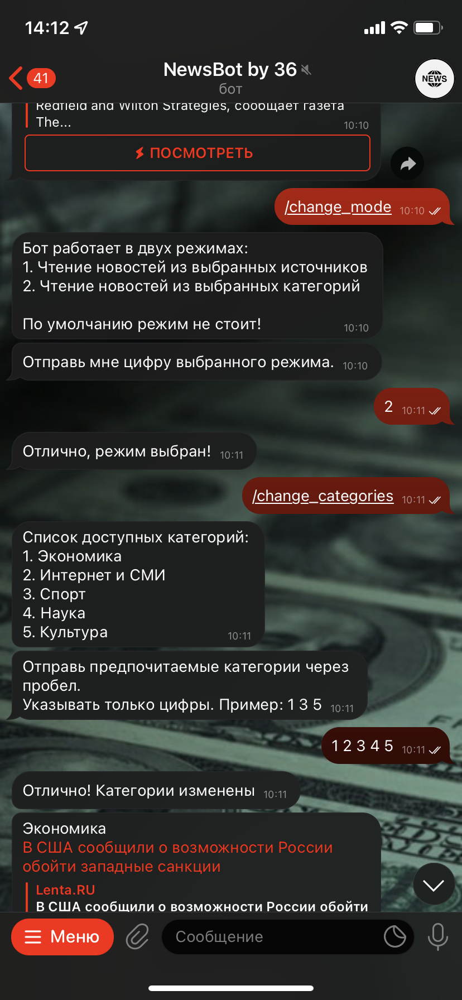 14:12
41
NewsBot by 36
бот
NEWS
Redfield and Wilton Strategies, сообщает газета
The...
10:10
ПОСМОТРЕТЬ
/change_mode 10:10
Бот работает в двух режимах:
1. Чтение новостей из выбранных источников
2. Чтение новостей из выбранных категорий
По умолчанию режим не стоит! 10:10
Отправь мне цифру выбранного режима. 10:10
2 10:11
Отлично, режим выбран! 10:11
/change_categories 10:11
Список доступных категорий:
1. Экономика
2. Интернет и СМИ
3. Спорт
4. Наука
5. Культура 10:11
Отправь предпочитаемые категории через
пробел.
Указывать только цифры. Пример: 1 3 5 10:11
1 2 3 4 5 10:11
Отлично! Категории изменены 10:11
Экономика
В США сообщили о возможности России
обойти западные санкции
Lenta.RU
В США сообщили о возможности России обойти
Меню
Сообщение